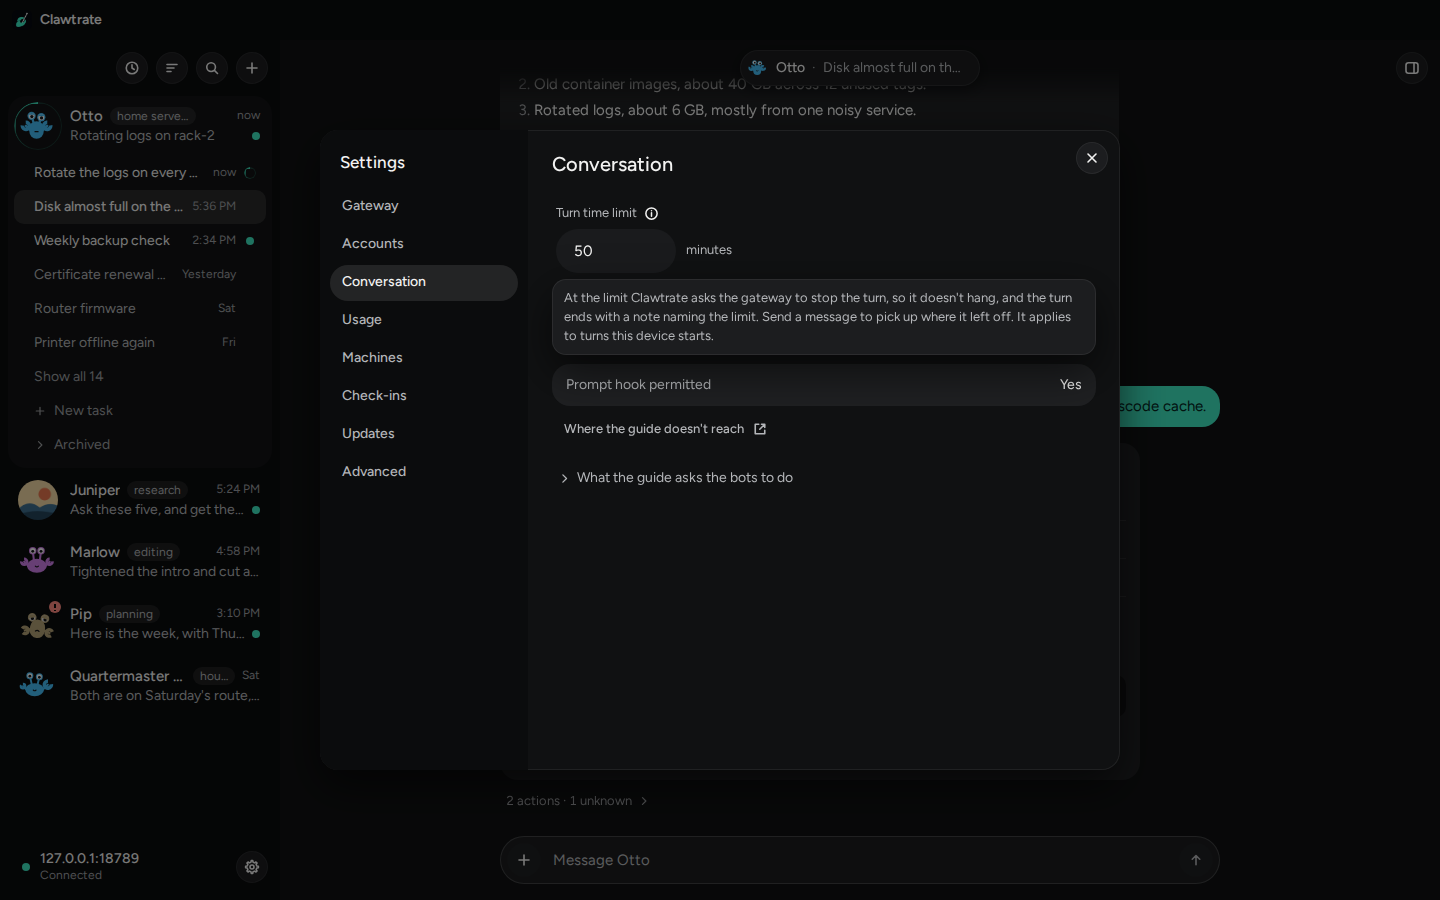 Clawtrate
Otto home serve... now
Rotating logs on rack-2
Rotate the logs on every ... now
Disk almost full on the ... 5:36 PM
Weekly backup check 2:34 PM
Certificate renewal ... Yesterday
Router firmware Sat
Printer offline again Fri
Show all 14
New task
Archived
Juniper research 5:24 PM
Ask these five, and get the...
Marlow editing 4:58 PM
Tightened the intro and cut a...
Pip planning 3:10 PM
Here is the week, with Thu...
Quartermaster ... hou... Sat
Both are on Saturday's route,...
127.0.0.1:18789
Connected
Otto · Disk almost full on th...
2. Old container images, about 40 GB across 12 unused tags.
3. Rotated logs, about 6 GB, mostly from one noisy service.
Settings
Gateway
Accounts
Conversation
Usage
Machines
Check-ins
Updates
Advanced
Conversation
Turn time limit
50 minutes
At the limit Clawtrate asks the gateway to stop the turn, so it doesn't hang, and the turn
ends with a note naming the limit. Send a message to pick up where it left off. It applies
to turns this device starts.
Prompt hook permitted Yes
Where the guide doesn't reach
What the guide asks the bots to do
scode cache.
2 actions · 1 unknown
Message Otto